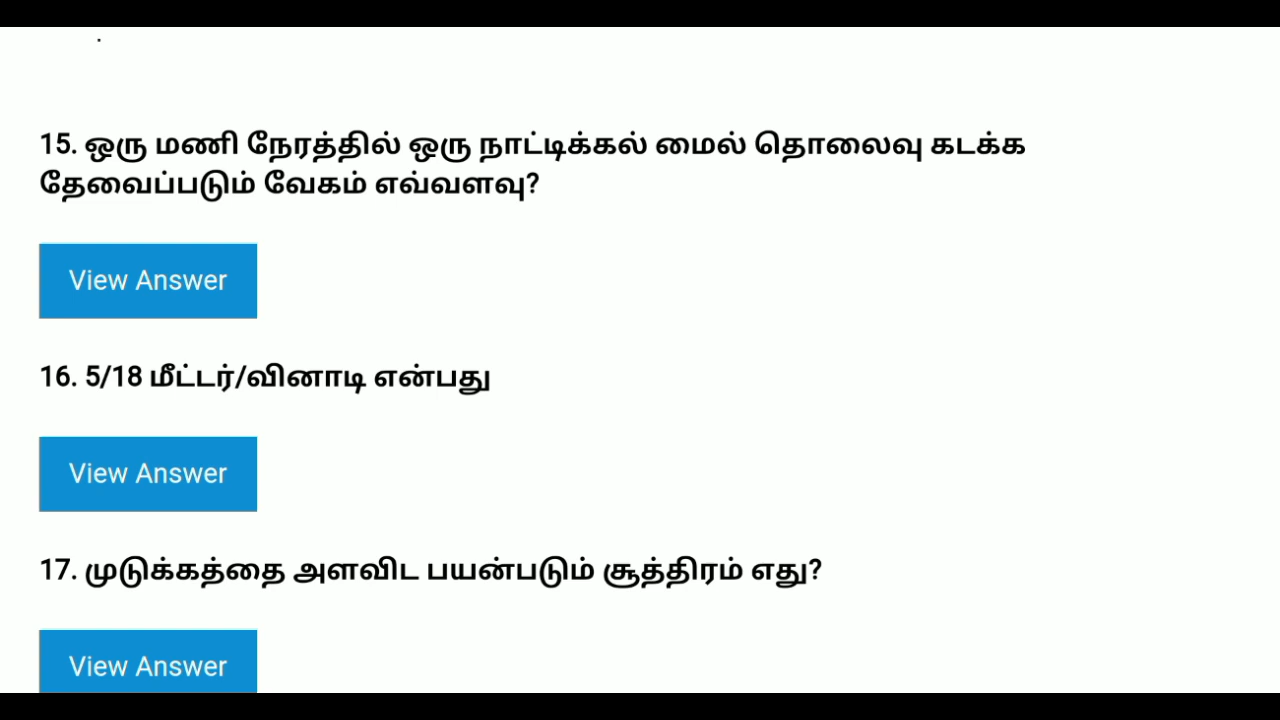 15. ஒரு மணி நேரத்தில் ஒரு நாட்டிக்கல் மைல் தொலைவு கடக்க
தேவைப்படும் வேகம் எவ்வளவு?
View Answer
16. 5/18 மீட்டர்/வினாடி என்பது
View Answer
17. முடுக்கத்தை அளவிட பயன்படும் சூத்திரம் எது?
View Answer